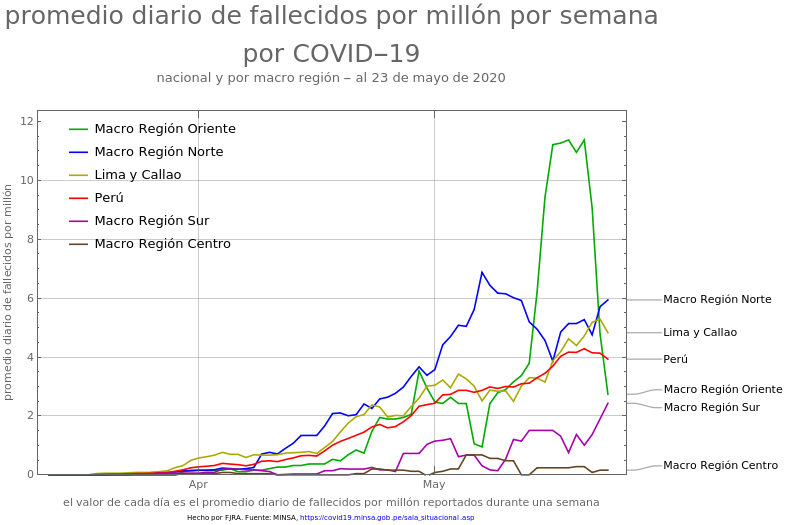 promedio diario de fallecidos por millón por semana
por COVID‒19
nacional y por macro región ‒ al 23 de mayo de 2020
promedio diario de fallecidos por millón
12
10
8
6
4
2
0
Macro Región Oriente
Macro Región Norte
Lima y Callao
Perú
Macro Región Sur
Macro Región Centro
Macro Región Norte
Lima y Callao
Perú
Macro Región Oriente
Macro Región Sur
Macro Región Centro
Apr May
el valor de cada día es el promedio diario de fallecidos por millón reportados durante una semana
Hecho por FJRA. Fuente: MINSA, https://covid19.minsa.gob.pe/sala_situacional.asp